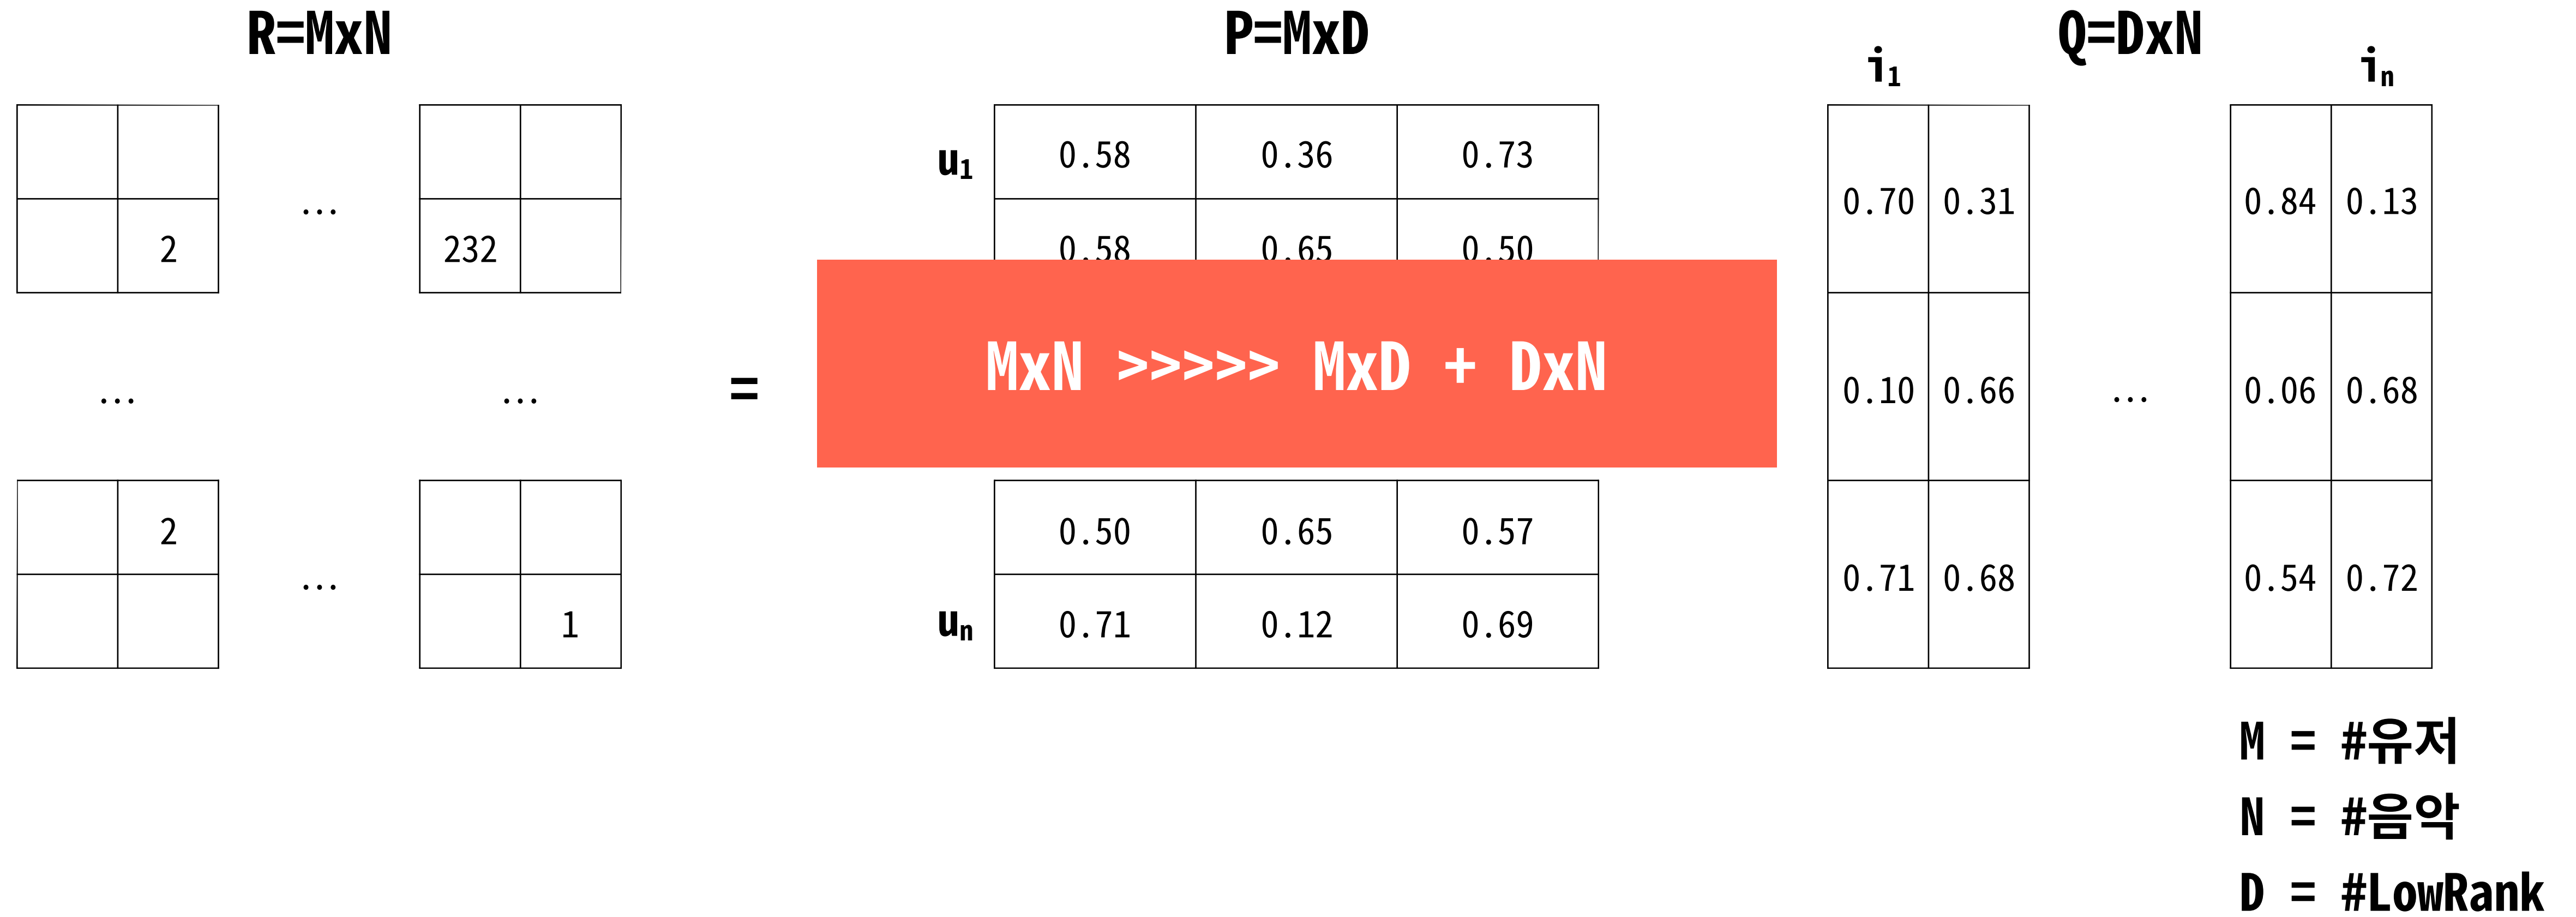 R=MxN
P=MxD
Q=DxN
i1
in
2
…
232
…
…
2
…
1
=
u1
0.58 0.36 0.73
0.58 0.65 0.50
MxN >>>>> MxD + DxN
0.50 0.65 0.57
un
0.71 0.12 0.69
0.70 0.31
0.84 0.13
0.10 0.66
…
0.06 0.68
0.71 0.68
0.54 0.72
M = #유저
N = #음악
D = #LowRank